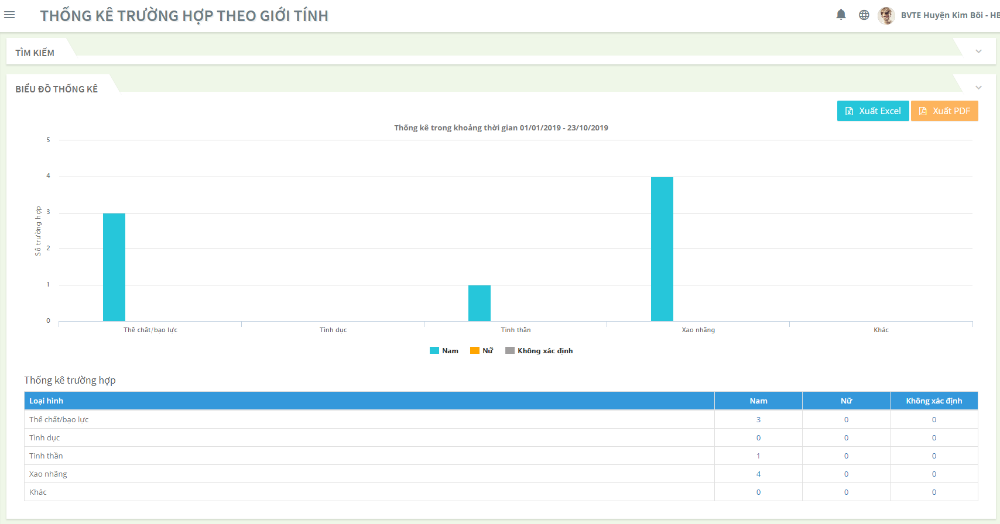 THỐNG KÊ TRƯỜNG HỢP THEO GIỚI TÍNH
BVTE Huyện Kim Bôi - HB
TÌM KIẾM
BIỂU ĐỒ THỐNG KÊ
Xuất Excel
Xuất PDF
Thống kê trong khoảng thời gian 01/01/2019 - 23/10/2019
5
4
3
2
1
0
Số trường hợp
Thể chất/bạo lực
Tình dục
Tinh thần
Xao nhãng
Khác
Nam
Nữ
Không xác định
Thống kê trường hợp
Loại hình Nam Nữ Không xác định
Thể chất/bạo lực 3 0 0
Tình dục 0 0 0
Tinh thần 1 0 0
Xao nhãng 4 0 0
Khác 0 0 0